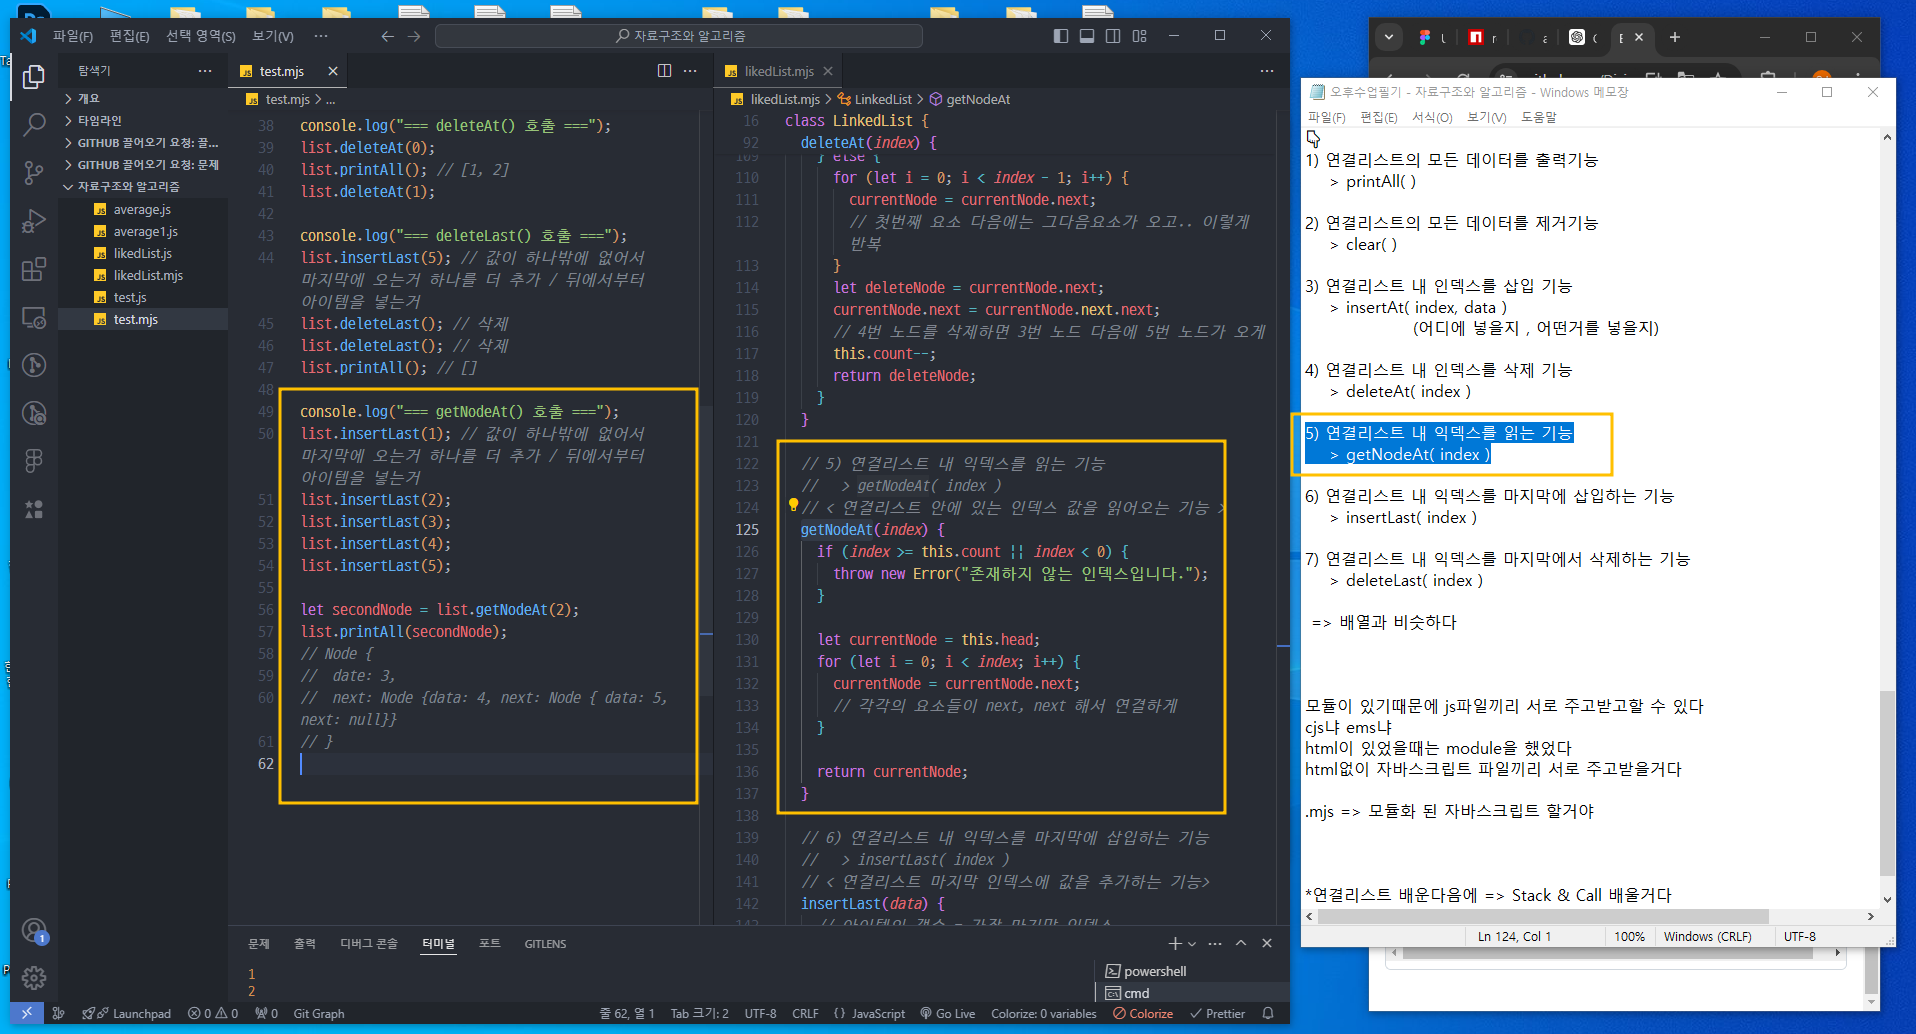 파일(F) 편집(E) 선택 영역(S) 보기(V) ···
자료구조와 알고리즘
탐색기
개요
타임라인
GITHUB 끌어오기 요청: 끌...
GITHUB 끌어오기 요청: 문제
자료구조와 알고리즘
average.js
average1.js
likedList.js
likedList.mjs
test.js
test.mjs
test.mjs
test.mjs > ...
38 console.log("=== deleteAt() 호출 ===");
39 list.deleteAt(0);
40 list.printAll(); // [1, 2]
41 list.deleteAt(1);
42
43 console.log("=== deleteLast() 호출 ===");
44 list.insertLast(5); // 값이 하나밖에 없어서
마지막에 오는거 하나를 더 추가 / 뒤에서부터
아이템을 넣는거
45 list.deleteLast(); // 삭제
46 list.deleteLast(); // 삭제
47 list.printAll(); // []
48
49 console.log("=== getNodeAt() 호출 ===");
50 list.insertLast(1); // 값이 하나밖에 없어서
마지막에 오는거 하나를 더 추가 / 뒤에서부터
아이템을 넣는거
51 list.insertLast(2);
52 list.insertLast(3);
53 list.insertLast(4);
54 list.insertLast(5);
55
56 let secondNode = list.getNodeAt(2);
57 list.printAll(secondNode);
58 // Node {
59 //  date: 3,
60 //  next: Node {data: 4, next: Node { data: 5,
next: null}}
61 // }
62
likedList.mjs
likedList.mjs > LinkedList > getNodeAt
16 class LinkedList {
92 deleteAt(index) {
109 } else {
110 for (let i = 0; i < index - 1; i++) {
111 currentNode = currentNode.next;
112 // 첫번째 요소 다음에는 그다음요소가 오고.. 이렇게
반복
113 }
114 let deleteNode = currentNode.next;
115 currentNode.next = currentNode.next.next;
116 // 4번 노드를 삭제하면 3번 노드 다음에 5번 노드가 오게
117 this.count--;
118 return deleteNode;
119 }
120 }
121
122 // 5) 연결리스트 내 익덱스를 읽는 기능
123 //   > getNodeAt( index )
124 // < 연결리스트 안에 있는 인덱스 값을 읽어오는 기능 >
125 getNodeAt(index) {
126 if (index >= this.count || index < 0) {
127 throw new Error("존재하지 않는 인덱스입니다.");
128 }
129
130 let currentNode = this.head;
131 for (let i = 0; i < index; i++) {
132 currentNode = currentNode.next;
133 // 각각의 요소들이 next, next 해서 연결하게
134 }
135
136 return currentNode;
137 }
138
139 // 6) 연결리스트 내 익덱스를 마지막에 삽입하는 기능
140 //   > insertLast( index )
141 // < 연결리스트 마지막 인덱스에 값을 추가하는 기능>
142 insertLast(data) {
문제 출력 디버그 콘솔 터미널 포트 GITLENS
1
2
powershell
cmd
Launchpad 0 0 0 Git Graph
줄 62, 열 1 Tab 크기: 2 UTF-8 CRLF {} JavaScript Go Live Colorize: 0 variables Colorize Prettier
오후수업필기 - 자료구조와 알고리즘 - Windows 메모장
파일(F) 편집(E) 서식(O) 보기(V) 도움말
1) 연결리스트의 모든 데이터를 출력기능
> printAll( )
2) 연결리스트의 모든 데이터를 제거기능
> clear( )
3) 연결리스트 내 인덱스를 삽입 기능
> insertAt( index, data )
(어디에 넣을지 , 어떤거를 넣을지)
4) 연결리스트 내 인덱스를 삭제 기능
> deleteAt( index )
5) 연결리스트 내 익덱스를 읽는 기능
> getNodeAt( index )
6) 연결리스트 내 익덱스를 마지막에 삽입하는 기능
> insertLast( index )
7) 연결리스트 내 익덱스를 마지막에서 삭제하는 기능
> deleteLast( index )
=> 배열과 비슷하다
모듈이 있기때문에 js파일끼리 서로 주고받고할 수 있다
cjs냐 ems냐
html이 있었을때는 module을 했었다
html없이 자바스크립트 파일끼리 서로 주고받을거다
.mjs => 모듈화 된 자바스크립트 할거야
*연결리스트 배운다음에 => Stack & Call 배울거다
Ln 124, Col 1 100% Windows (CRLF) UTF-8